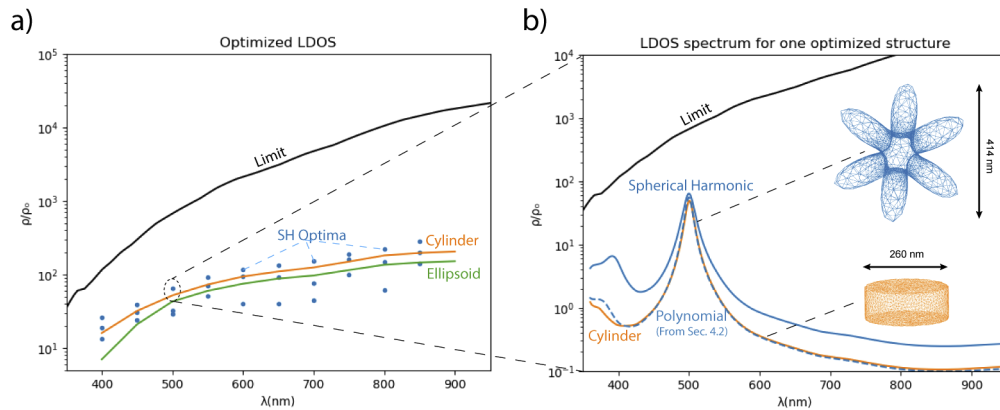 a)
Optimized LDOS
10⁵
10⁴
10³
10²
10¹
ρ/ρ₀
Limit
SH Optima
Cylinder
Ellipsoid
400 500 600 700 800 900
λ(nm)
b)
LDOS spectrum for one optimized structure
10⁴
10³
10²
10¹
10⁰
10⁻¹
ρ/ρ₀
Limit
Spherical Harmonic
414 nm
260 nm
Polynomial
(From Sec. 4.2)
Cylinder
400 500 600 700 800 900
λ(nm)